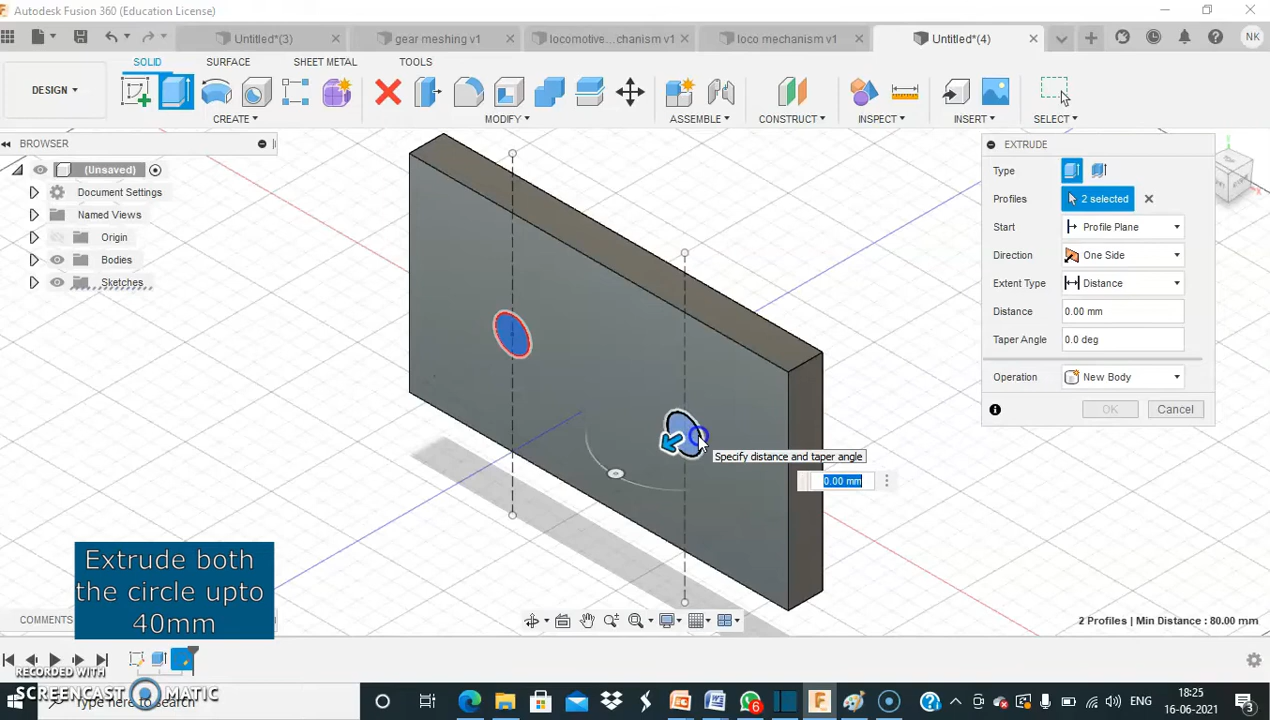 Autodesk Fusion 360 (Education License)
Untitled*(3)
gear meshing v1
locomotive...chanism v1
loco mechanism v1
Untitled*(4)
NK
SOLID
SURFACE
SHEET METAL
TOOLS
DESIGN
CREATE
MODIFY
ASSEMBLE
CONSTRUCT
INSPECT
INSERT
SELECT
BROWSER
(Unsaved)
Document Settings
Named Views
Origin
Bodies
Sketches
EXTRUDE
Type
Profiles
2 selected
Start
Profile Plane
Direction
One Side
Extent Type
Distance
Distance
0.00 mm
Taper Angle
0.0 deg
Operation
New Body
OK
Cancel
Specify distance and taper angle
0.00 mm
Extrude both
the circle upto
40mm
COMMENTS
2 Profiles | Min Distance : 80.00 mm
RECORDED WITH
SCREENCAST MATIC
Type here to search
6
ENG
18:25
16-06-2021
3